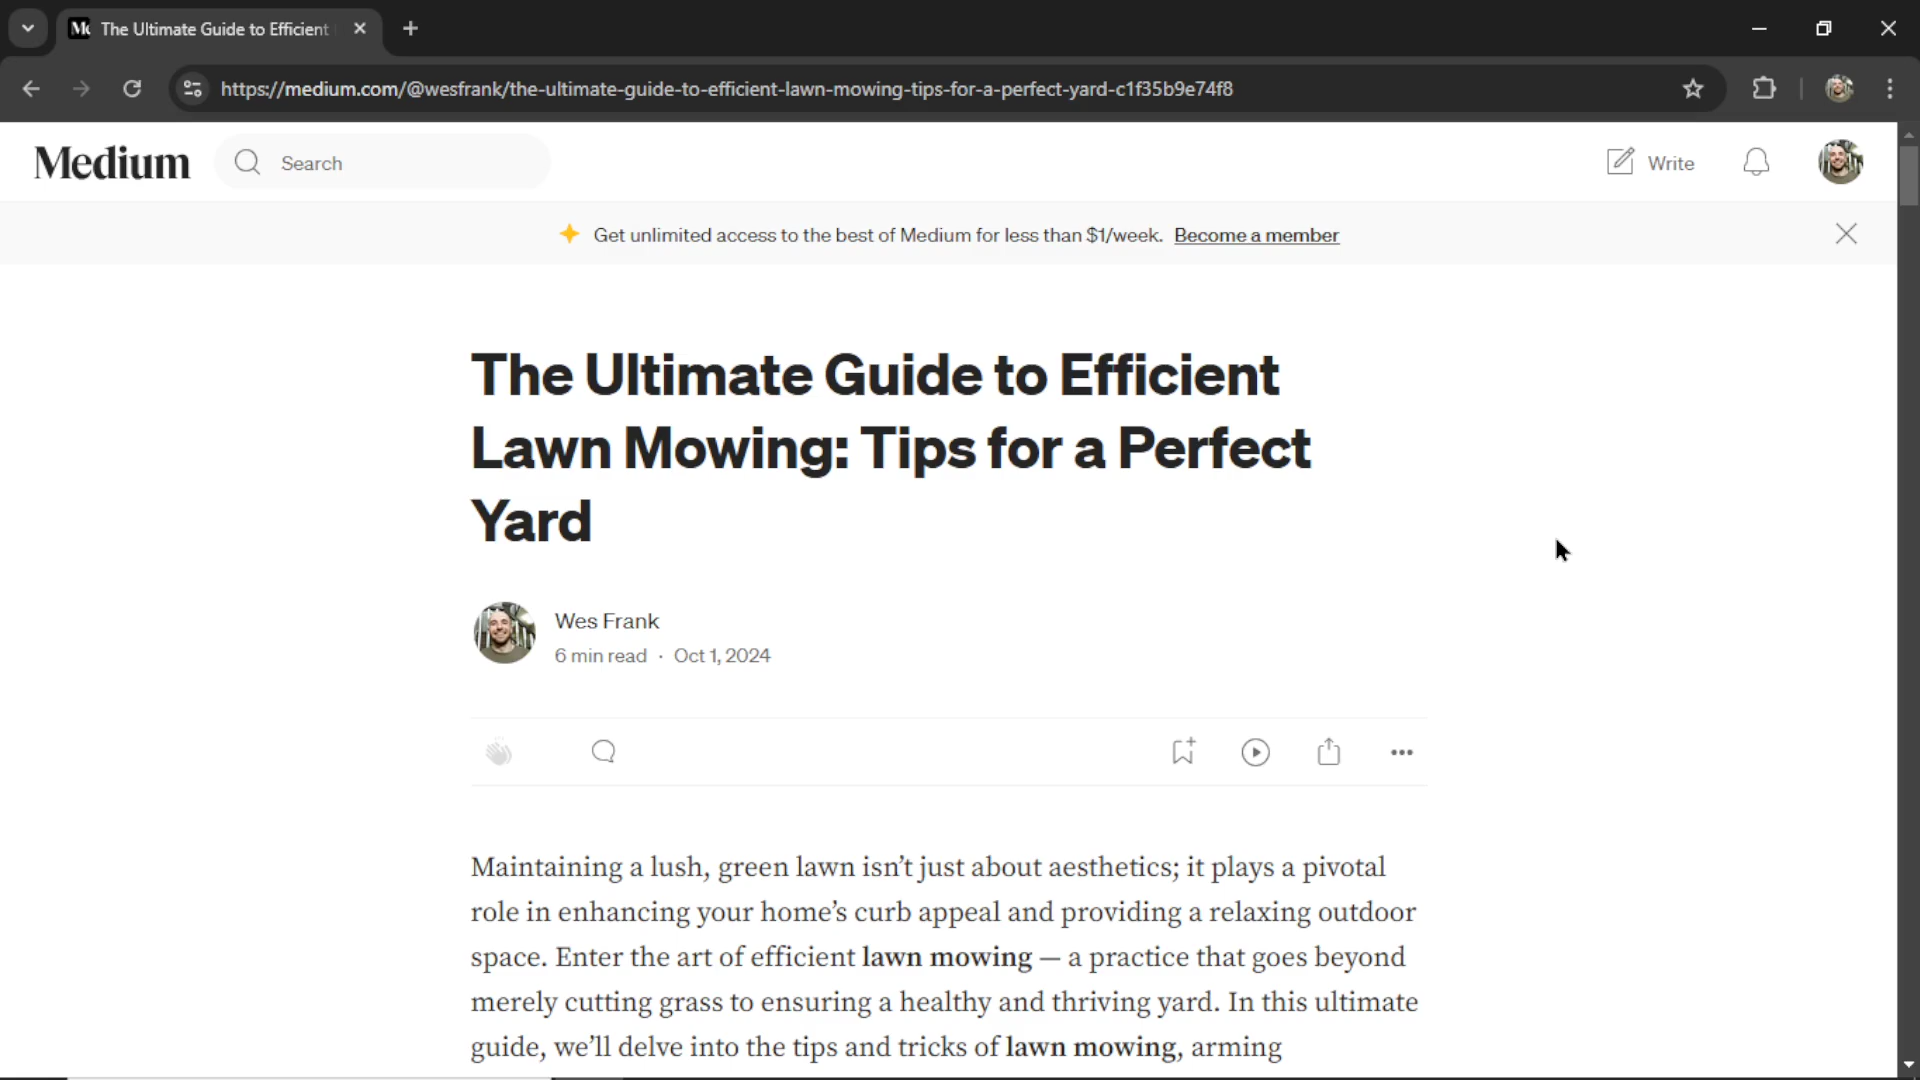 The Ultimate Guide to Efficient
https://medium.com/@wesfrank/the-ultimate-guide-to-efficient-lawn-mowing-tips-for-a-perfect-yard-c1f35b9e74f8
Medium
Search
Write
Get unlimited access to the best of Medium for less than $1/week. Become a member
The Ultimate Guide to Efficient
Lawn Mowing: Tips for a Perfect
Yard
Wes Frank
6 min read · Oct 1, 2024
Maintaining a lush, green lawn isn’t just about aesthetics; it plays a pivotal
role in enhancing your home’s curb appeal and providing a relaxing outdoor
space. Enter the art of efficient lawn mowing — a practice that goes beyond
merely cutting grass to ensuring a healthy and thriving yard. In this ultimate
guide, we’ll delve into the tips and tricks of lawn mowing, arming